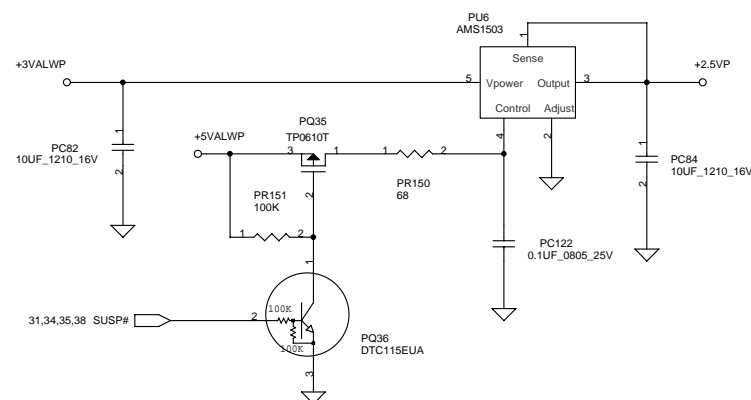 PU6
AMS1503
1
Sense
+3VALWP
5
Vpower
Output
3
+2.5VP
Control
Adjust
4
2
PC82
10UF_1210_16V
1
2
+5VALWP
PQ35
TP0610T
3
1
2
1
2
PR150
68
PC84
10UF_1210_16V
1
2
PR151
100K
1
2
PC122
0.1UF_0805_25V
1
31,34,35,38 SUSP#
2
100K
100K
PQ36
DTC115EUA
3